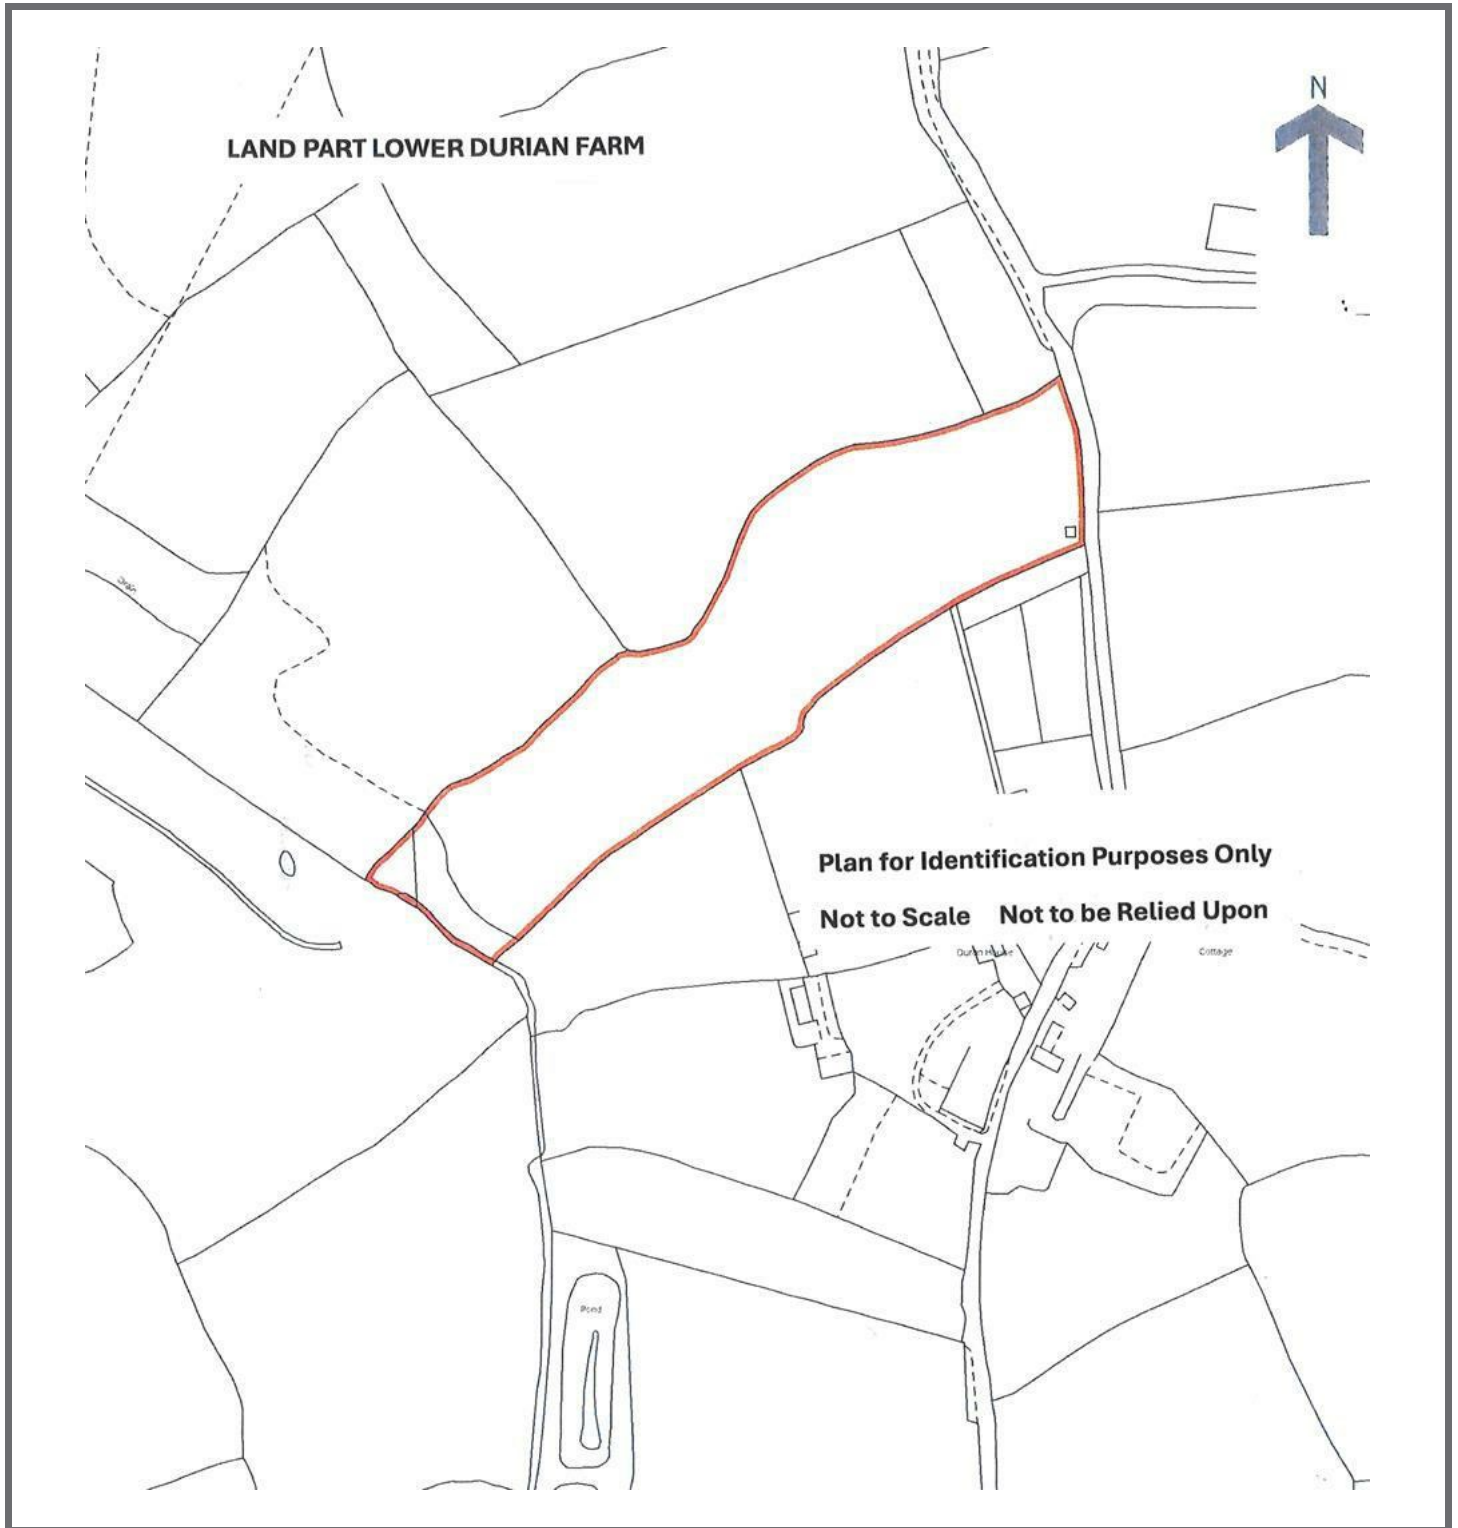 N
LAND PART LOWER DURIAN FARM
Drain
Plan for Identification Purposes Only
Not to Scale Not to be Relied Upon
Cottage
Pond